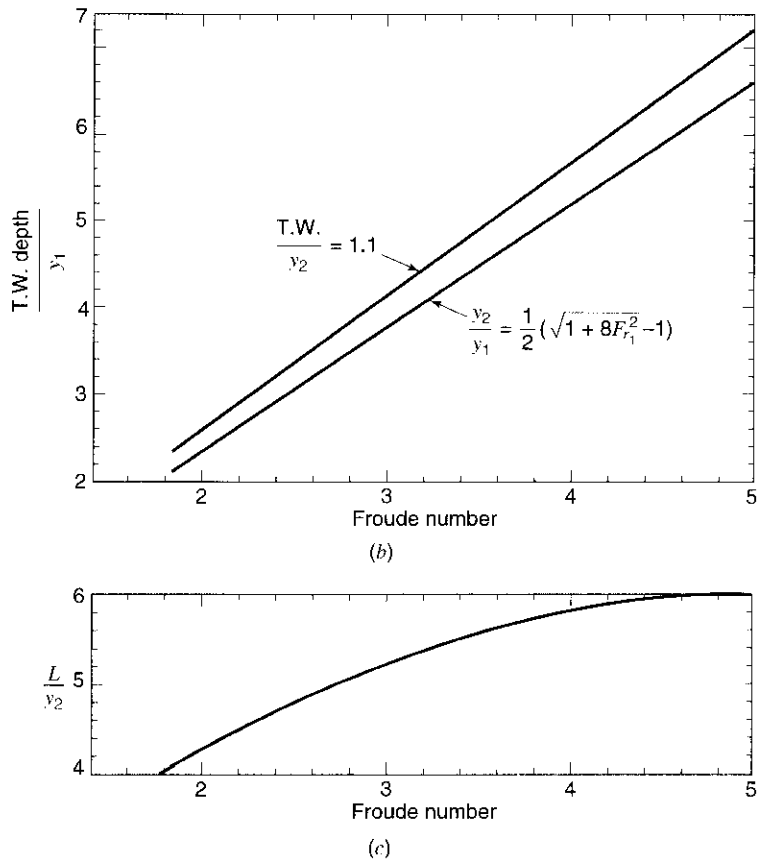 7
6
5
4
3
2
T.W. depth
y₁
T.W. / y₂ = 1.1
y₂ / y₁ = 1/2 (√1 + 8F²ᵣ₁ −1)
2 3 4 5
Froude number
(b)
6
5
4
L / y₂
2 3 4 5
Froude number
(c)